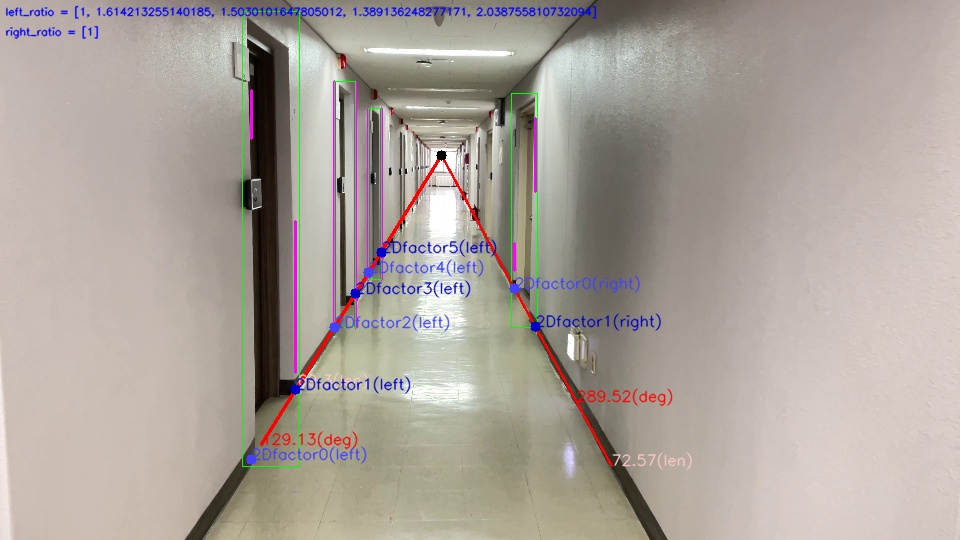 left_ratio = [1, 1.614213255140185, 1.5030101647805012, 1.389136248277171, 2.038755810732094]
right_ratio = [1]
2Dfactor5(left)
2Dfactor4(left)
2Dfactor0(right)
2Dfactor3(left)
2Dfactor2(left)
2Dfactor1(right)
2Dfactor1(left)
289.52(deg)
129.13(deg)
2Dfactor0(left)
72.57(len)